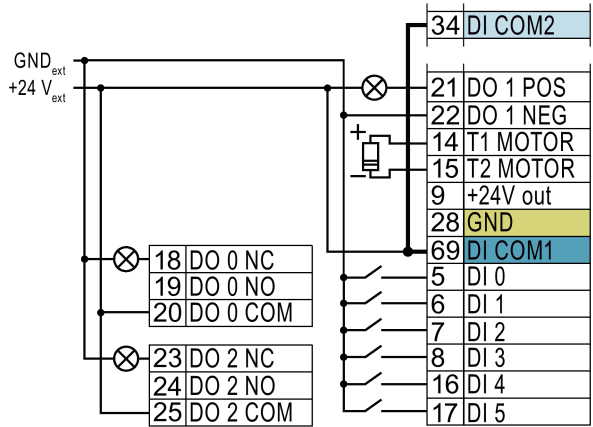 34 DI COM2
GND ext
+24 V ext
21 DO 1 POS
22 DO 1 NEG
+
14 T1 MOTOR
15 T2 MOTOR
−
9 +24V out
28 GND
69 DI COM1
5 DI 0
6 DI 1
7 DI 2
8 DI 3
16 DI 4
17 DI 5
18 DO 0 NC
19 DO 0 NO
20 DO 0 COM
23 DO 2 NC
24 DO 2 NO
25 DO 2 COM